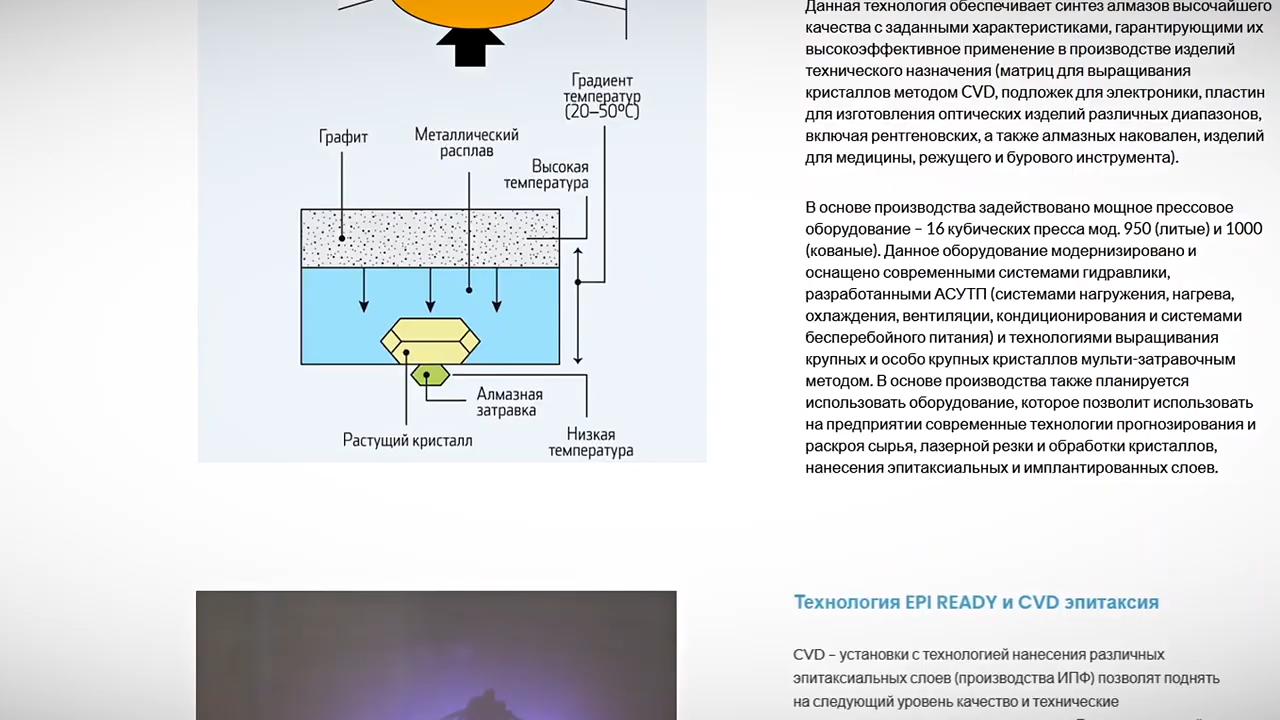 Градиент
температур
(20–50°C)
Графит
Металлический
расплав
Высокая
температура
Алмазная
затравка
Растущий кристалл
Низкая
температура
Данная технология обеспечивает синтез алмазов высочайшего
качества с заданными характеристиками, гарантирующими их
высокоэффективное применение в производстве изделий
технического назначения (матриц для выращивания
кристаллов методом CVD, подложек для электроники, пластин
для изготовления оптических изделий различных диапазонов,
включая рентгеновских, а также алмазных наковален, изделий
для медицины, режущего и бурового инструмента).
В основе производства задействовано мощное прессовое
оборудование – 16 кубических пресса мод. 950 (литые) и 1000
(кованые). Данное оборудование модернизировано и
оснащено современными системами гидравлики,
разработанными АСУТП (системами нагружения, нагрева,
охлаждения, вентиляции, кондиционирования и системами
бесперебойного питания) и технологиями выращивания
крупных и особо крупных кристаллов мульти-затравочным
методом. В основе производства также планируется
использовать оборудование, которое позволит использовать
на предприятии современные технологии прогнозирования и
раскроя сырья, лазерной резки и обработки кристаллов,
нанесения эпитаксиальных и имплантированных слоев.
Технология EPI READY и CVD эпитаксия
CVD – установки с технологией нанесения различных
эпитаксиальных слоев (производства ИПФ) позволят поднять
на следующий уровень качество и технические